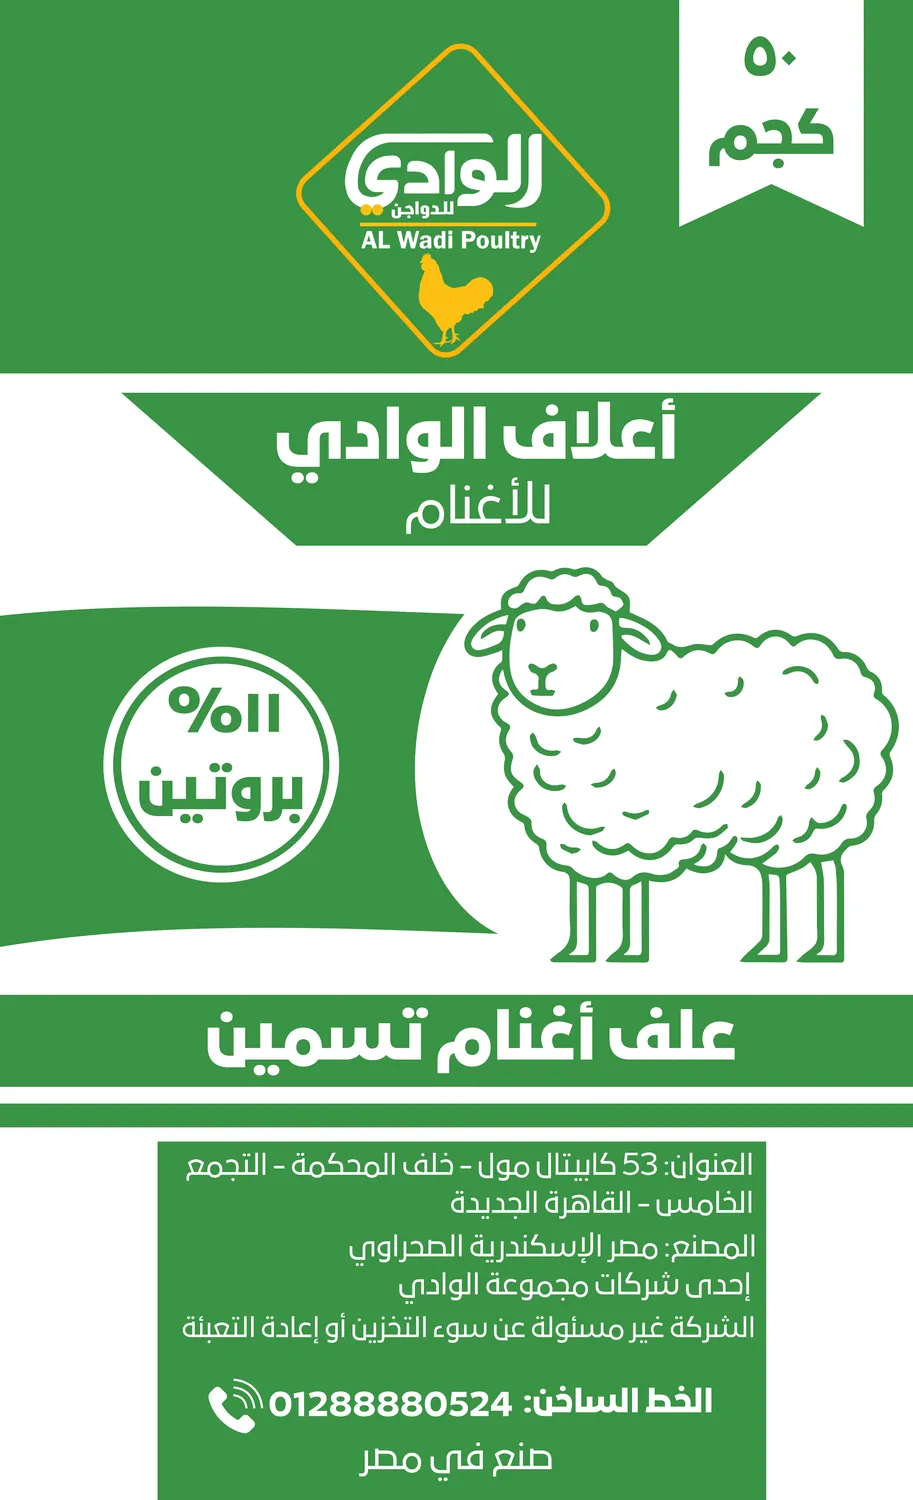 ٥٠
كجم
الوادي
للدواجن
AL Wadi Poultry
أعلاف الوادي
للأغنام
١١%
بروتين
علف أغنام تسمين
العنوان: 53 كابيتال مول - خلف المحكمة - التجمع
الخامس - القاهرة الجديدة
المصنع: مصر الإسكندرية الصحراوي
إحدى شركات مجموعة الوادي
الشركة غير مسئولة عن سوء التخزين أو إعادة التعبئة
الخط الساخن: 01288880524
صنع في مصر